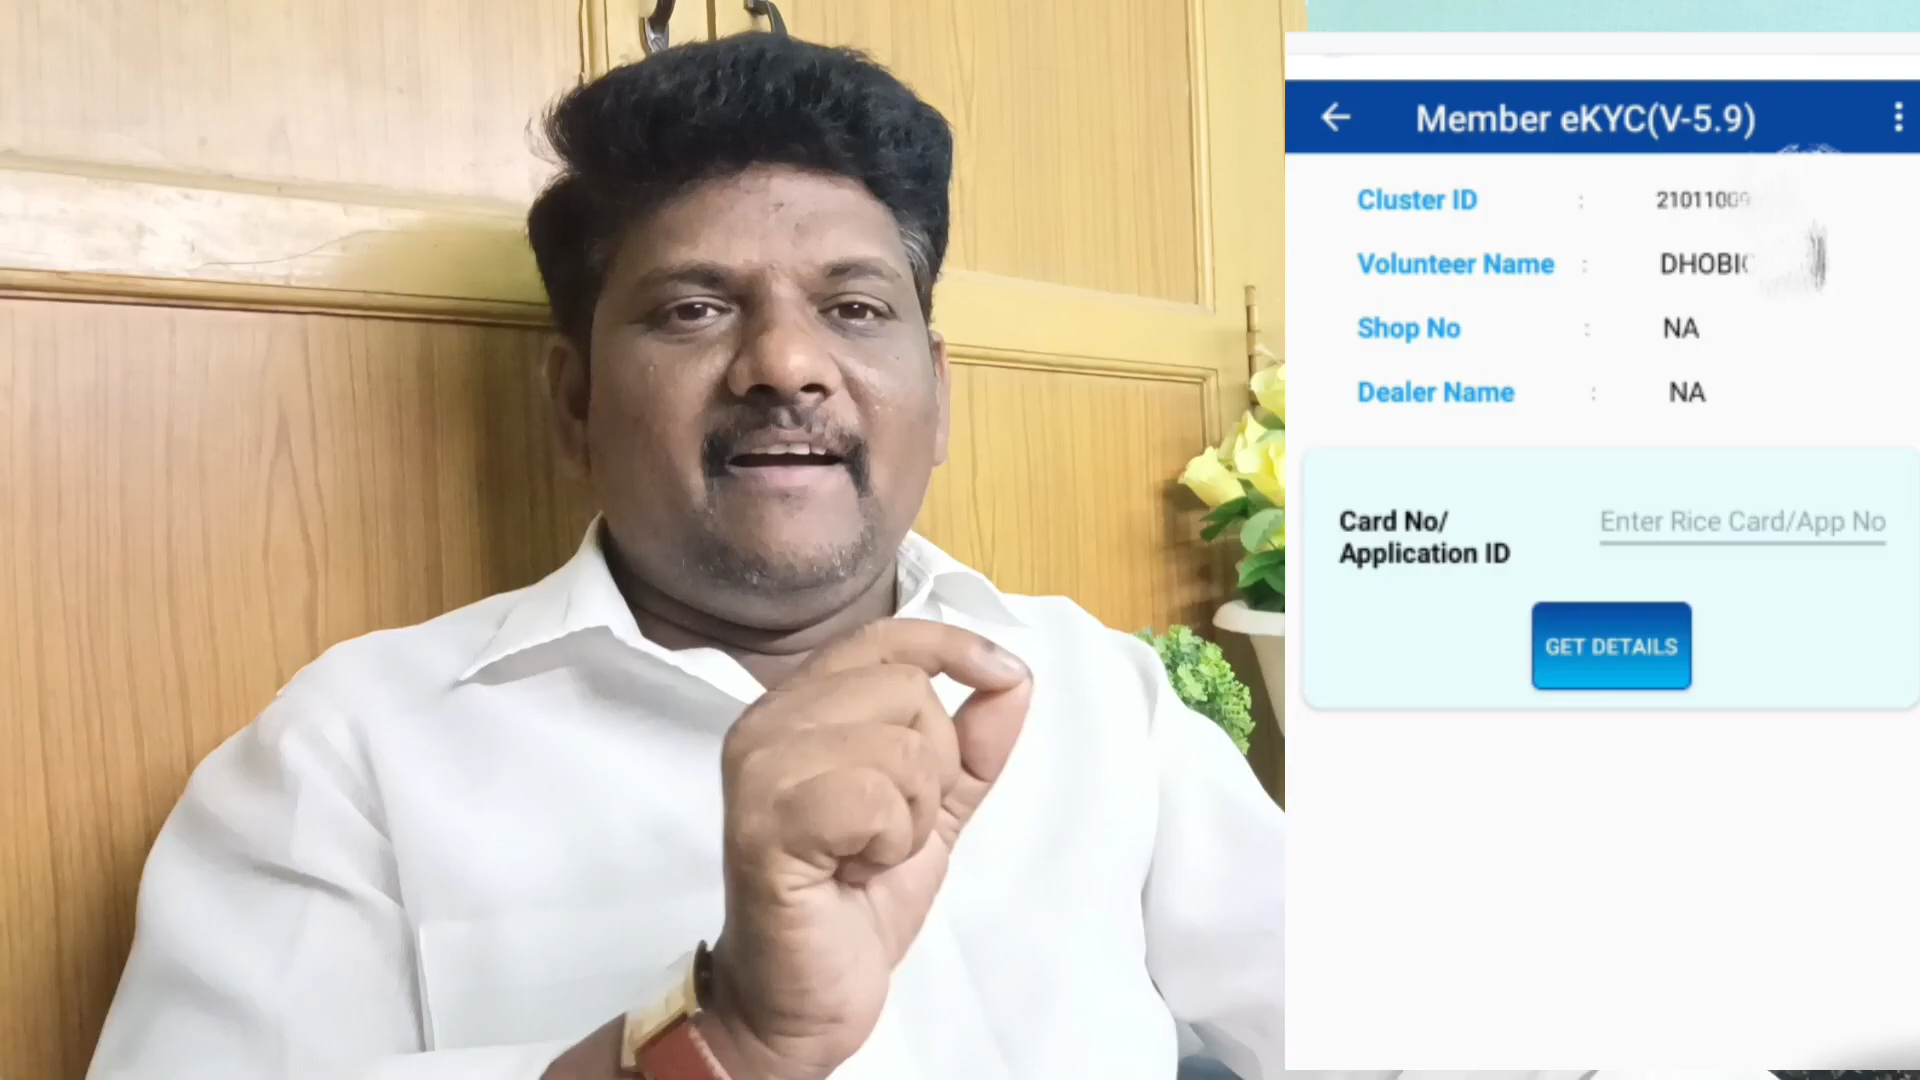 Member eKYC(V-5.9)
Cluster ID : 2101100
Volunteer Name :
Shop No : NA
Dealer Name : NA
Card No/ Enter Rice Card/App No
Application ID
GET DETAILS